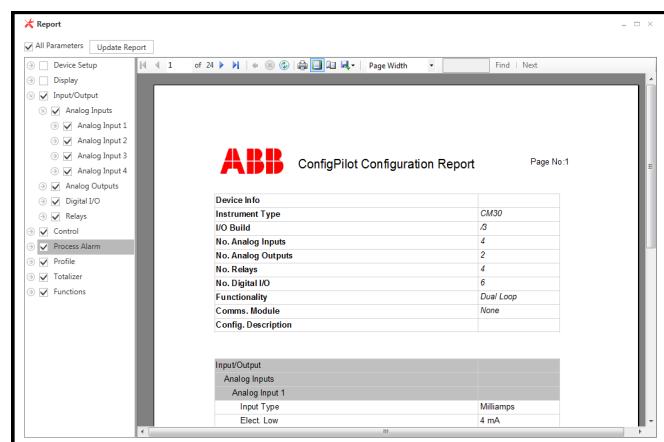 Report
All Parameters Update Report
1 of 24 Page Width Find Next
Device Setup
Display
Input/Output
Analog Inputs
Analog Input 1
Analog Input 2
Analog Input 3
Analog Input 4
Analog Outputs
Digital I/O
Relays
Control
Process Alarm
Profile
Totalizer
Functions
ABB ConfigPilot Configuration Report Page No:1
Device Info
Instrument Type CM30
I/O Build /3
No. Analog Inputs 4
No. Analog Outputs 2
No. Relays 4
No. Digital I/O 6
Functionality Dual Loop
Comms. Module None
Config. Description
Input/Output
Analog Inputs
Analog Input 1
Input Type Milliamps
Elect. Low 4 mA